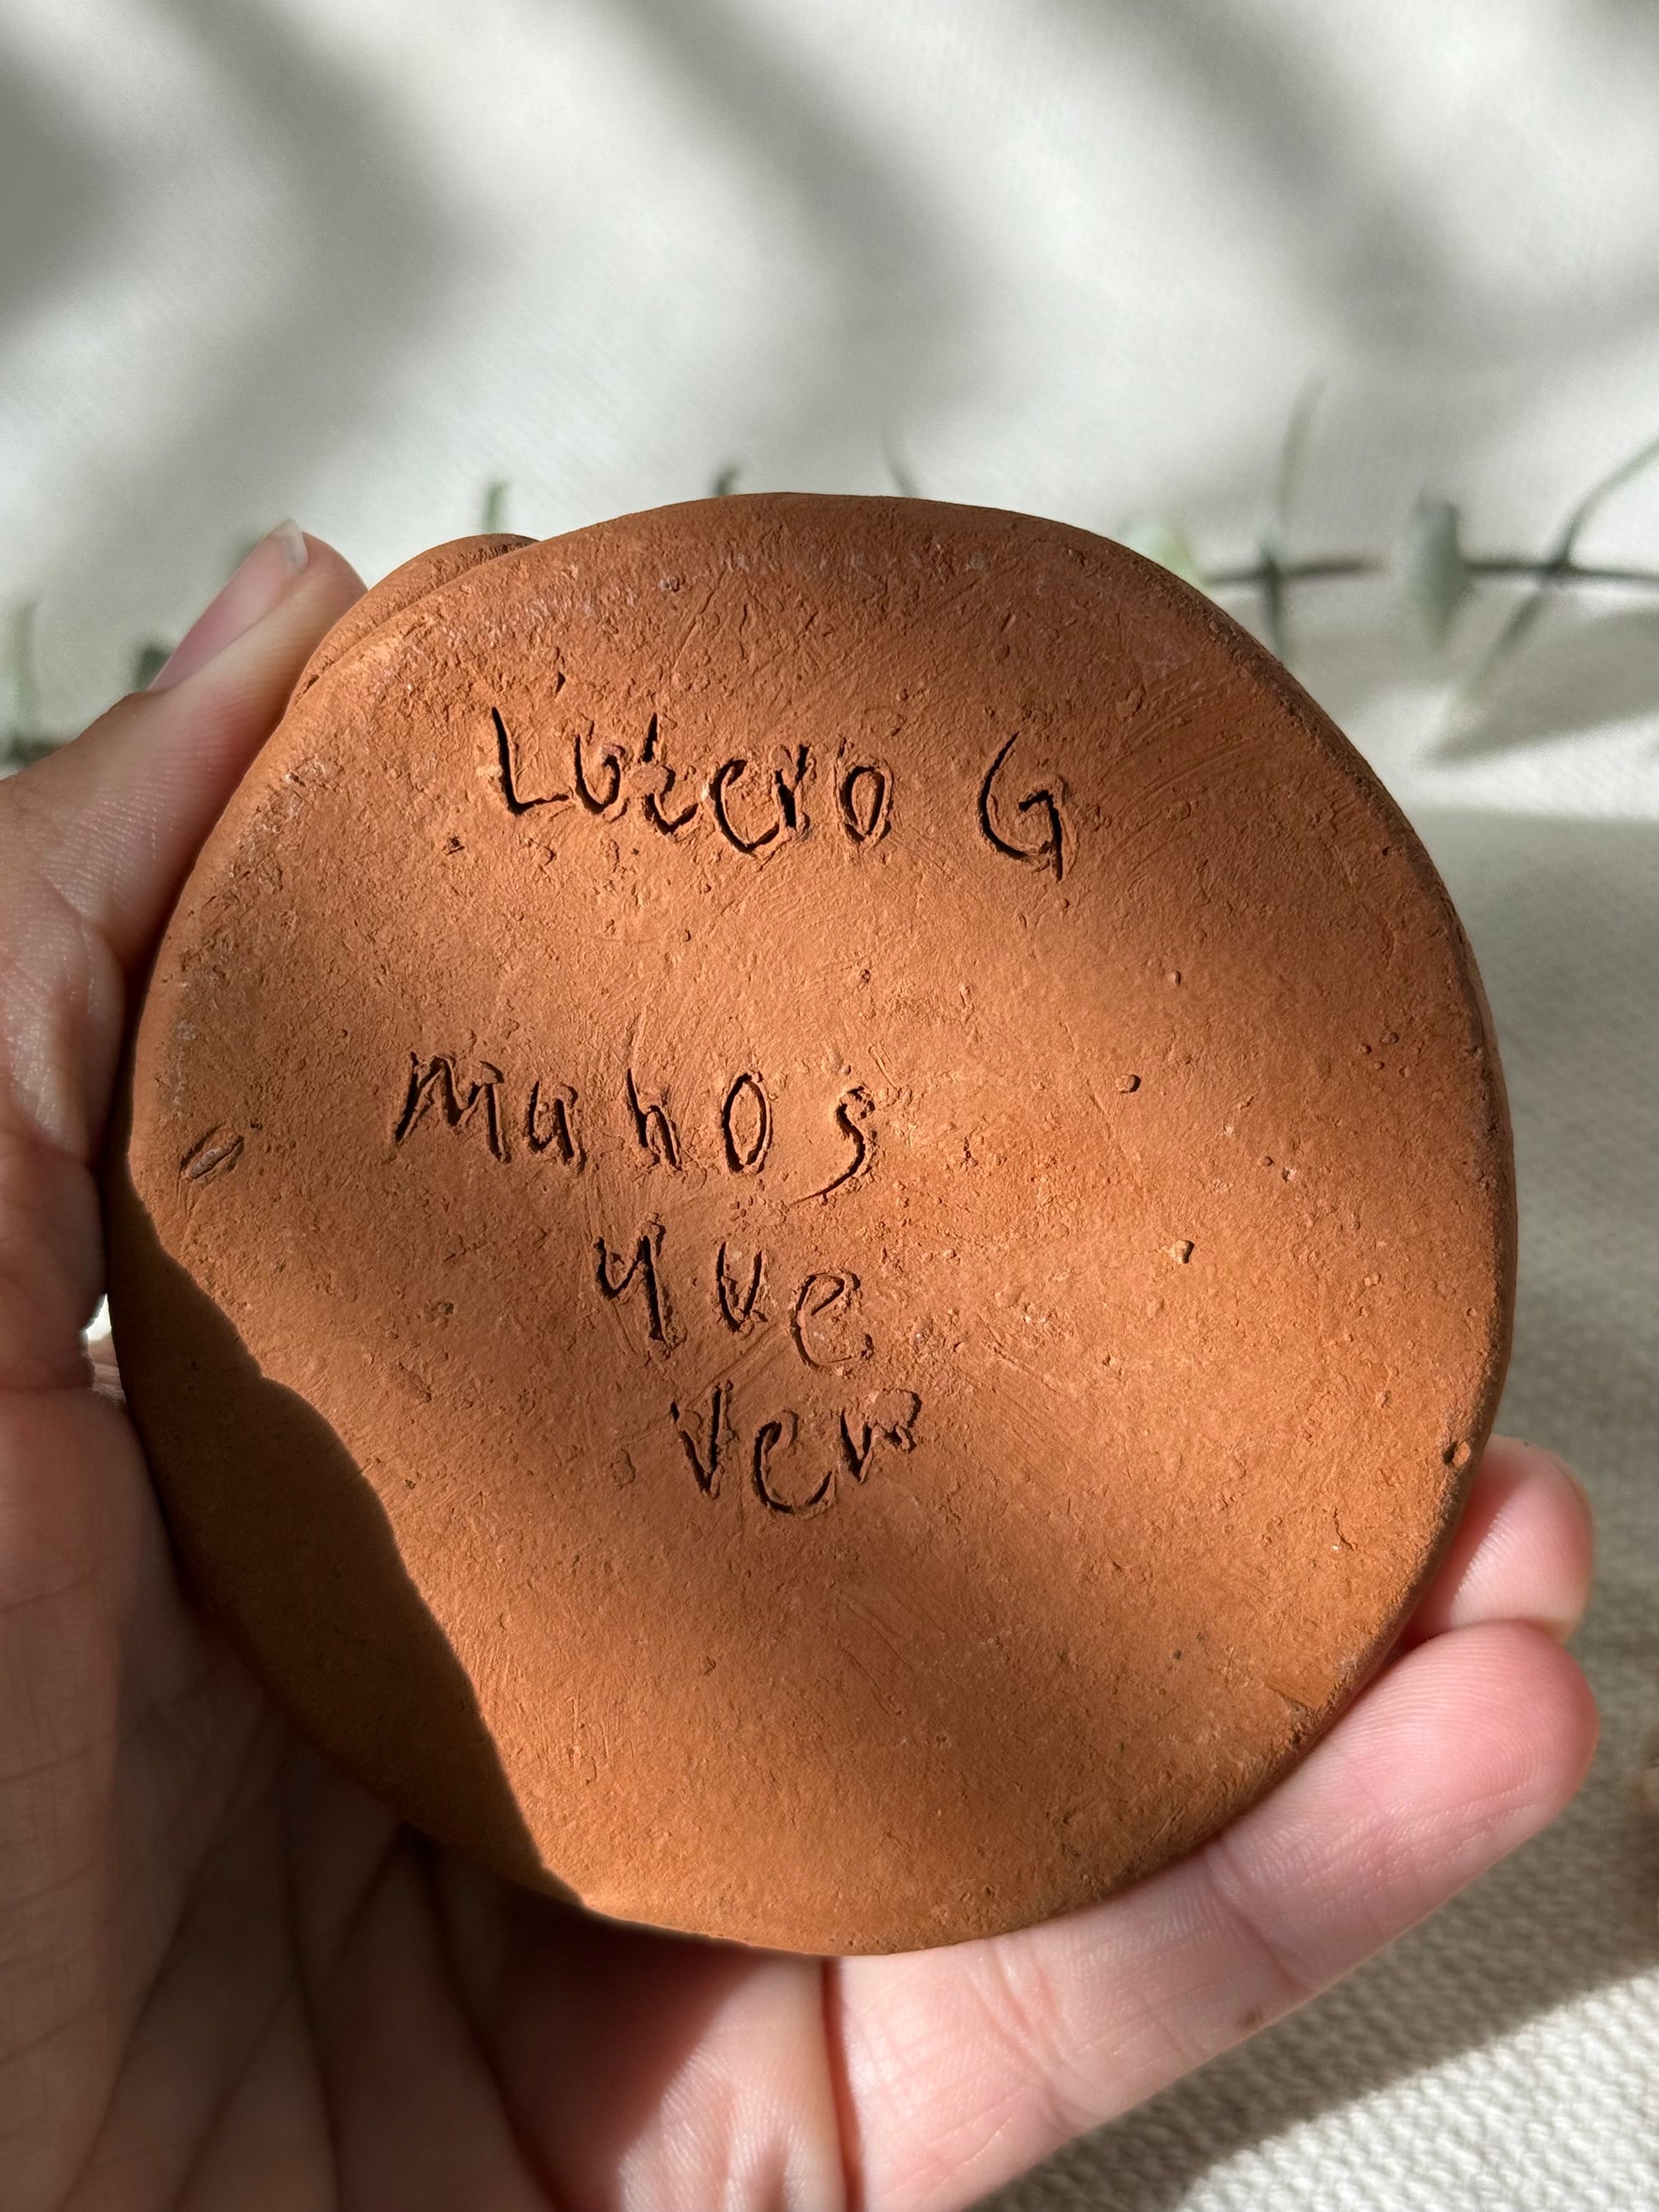 Lucero G
Manos
que
ven